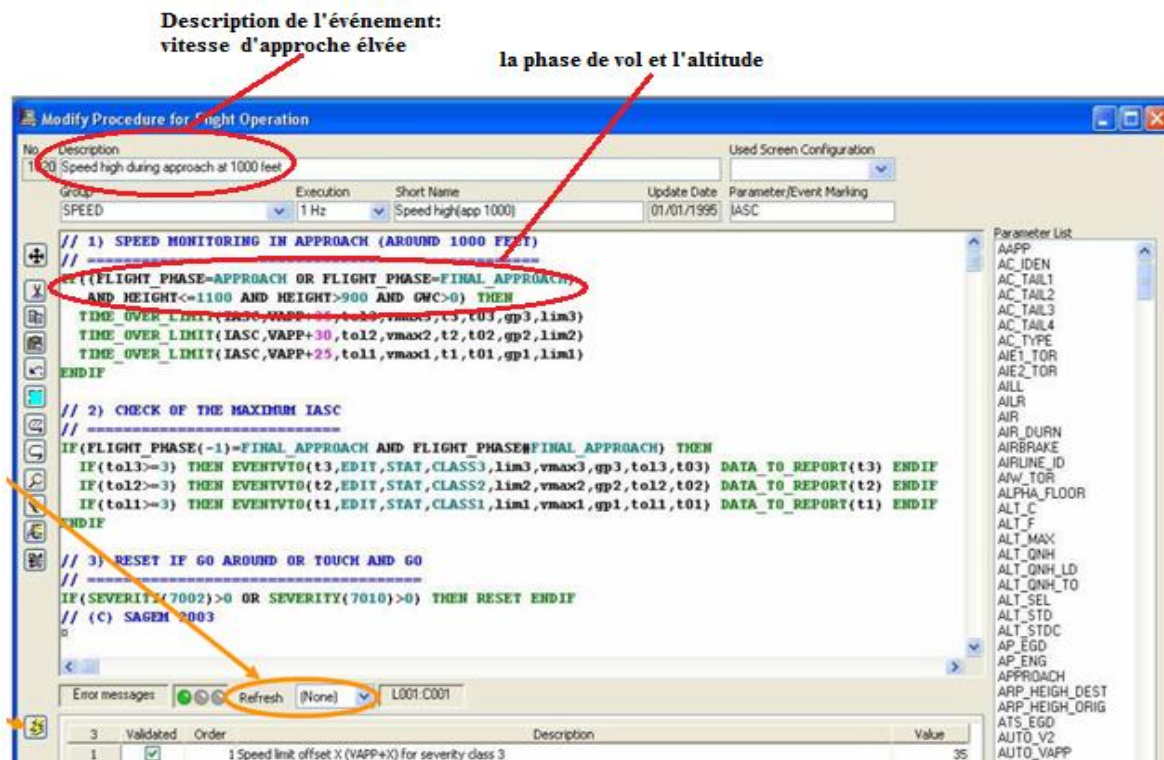 Description de l'événement:
vitesse d'approche élvée
la phase de vol et l'altitude
Modify Procedure for Flight Operation
No. Description Used Screen Configuration
1020 Speed high during approach at 1000 feet
Group Execution Short Name Update Date Parameter/Event Marking
SPEED 1 Hz Speed high(app 1000) 01/01/1995 IASC
Parameter List
// 1) SPEED MONITORING IN APPROACH (AROUND 1000 FEET)
// ====================================================
IF((FLIGHT_PHASE=APPROACH OR FLIGHT_PHASE=FINAL_APPROACH)
AND HEIGHT<=1100 AND HEIGHT>900 AND GWC>0) THEN
TIME_OVER_LIMIT(IASC,VAPP+35,tol3,vmax3,t3,t03,gp3,lim3)
TIME_OVER_LIMIT(IASC,VAPP+30,tol2,vmax2,t2,t02,gp2,lim2)
TIME_OVER_LIMIT(IASC,VAPP+25,tol1,vmax1,t1,t01,gp1,lim1)
ENDIF
// 2) CHECK OF THE MAXIMUM IASC
// =============================
IF(FLIGHT_PHASE(-1)=FINAL_APPROACH AND FLIGHT_PHASE#FINAL_APPROACH) THEN
IF(tol3>=3) THEN EVENTVTO(t3,EDIT,STAT,CLASS3,lim3,vmax3,gp3,tol3,t03) DATA_TO_REPORT(t3) ENDIF
IF(tol2>=3) THEN EVENTVTO(t2,EDIT,STAT,CLASS2,lim2,vmax2,gp2,tol2,t02) DATA_TO_REPORT(t2) ENDIF
IF(tol1>=3) THEN EVENTVTO(t1,EDIT,STAT,CLASS1,lim1,vmax1,gp1,tol1,t01) DATA_TO_REPORT(t1) ENDIF
ENDIF
// 3) RESET IF GO AROUND OR TOUCH AND GO
// ======================================
IF(SEVERITY(7002)>0 OR SEVERITY(7010)>0) THEN RESET ENDIF
// (C) SAGEM 2003
AAPP
AC_IDEN
AC_TAIL1
AC_TAIL2
AC_TAIL3
AC_TAIL4
AC_TYPE
AIE1_TOR
AIE2_TOR
AILL
AILR
AIR
AIR_DURN
AIRBRAKE
AIRLINE_ID
AIW_TOR
ALPHA_FLOOR
ALT_C
ALT_F
ALT_MAX
ALT_QNH
ALT_QNH_LD
ALT_QNH_TO
ALT_SEL
ALT_STD
ALT_STDC
AP_EGD
AP_ENG
APPROACH
ARP_HEIGH_DEST
ARP_HEIGH_ORIG
ATS_EGD
AUTO_V2
AUTO_VAPP
Error messages Refresh (None) L001:C001
3 Validated Order Description Value
1 1 Speed limit offset X (VAPP+X) for severity class 3 35